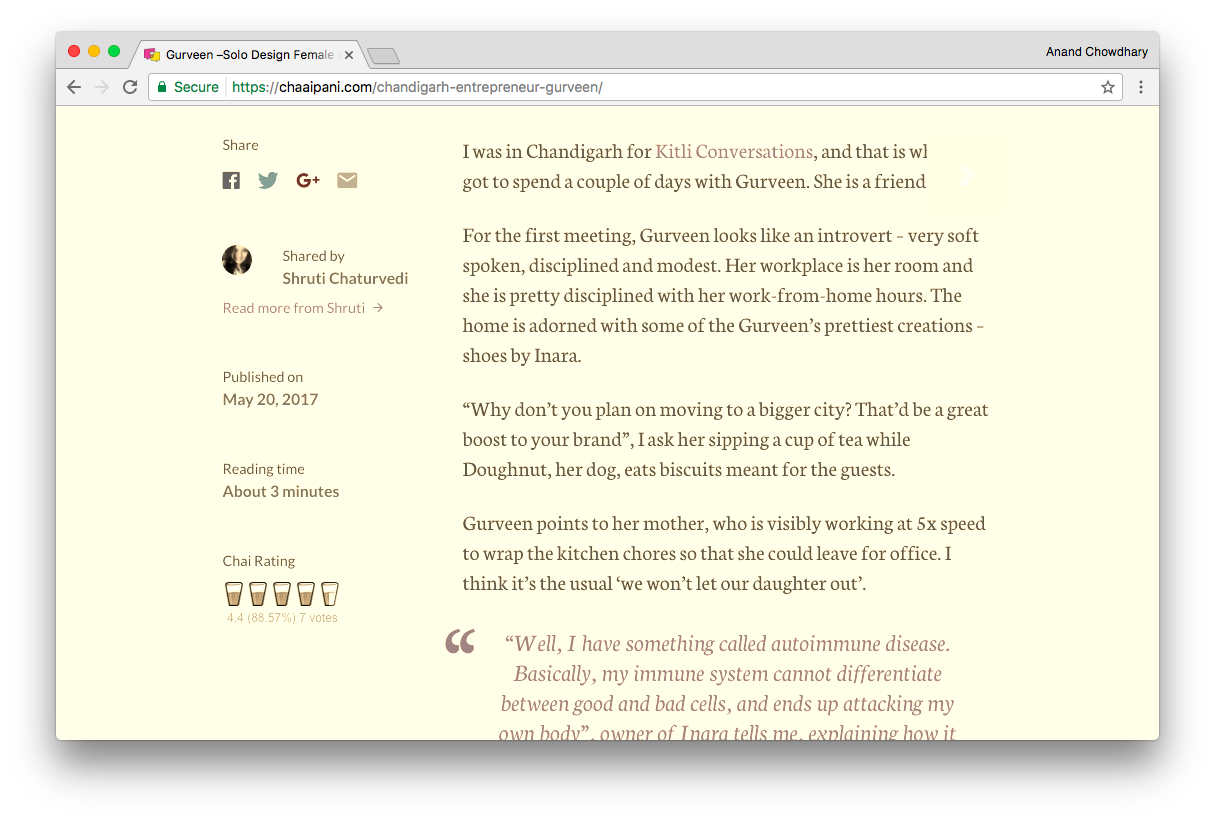 Gurveen –Solo Design Female
Anand Chowdhary
Secure
https://chaaipani.com/chandigarh-entrepreneur-gurveen/
Share
G+
Shared by
Shruti Chaturvedi
Read more from Shruti →
Published on
May 20, 2017
Reading time
About 3 minutes
Chai Rating
4.4 (88.57%) 7 votes
I was in Chandigarh for Kitli Conversations, and that is
got to spend a couple of days with Gurveen. She is a friend
For the first meeting, Gurveen looks like an introvert – very soft
spoken, disciplined and modest. Her workplace is her room and
she is pretty disciplined with her work-from-home hours. The
home is adorned with some of the Gurveen’s prettiest creations –
shoes by Inara.
“Why don’t you plan on moving to a bigger city? That’d be a great
boost to your brand”, I ask her sipping a cup of tea while
Doughnut, her dog, eats biscuits meant for the guests.
Gurveen points to her mother, who is visibly working at 5x speed
to wrap the kitchen chores so that she could leave for office. I
think it’s the usual ‘we won’t let our daughter out’.
“
“Well, I have something called autoimmune disease.
Basically, my immune system cannot differentiate
between good and bad cells, and ends up attacking my
own body”, owner of Inara tells me, explaining how it